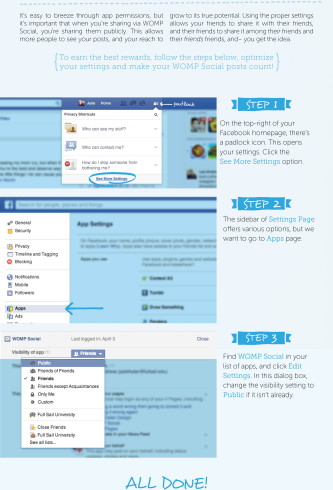 It's easy to breeze through app permissions, but
it's important that when you're sharing via WOMP
Social, you're sharing them publicly. This allows
more people to see your posts, and your reach to
grow to its true potential. Using the proper settings
allows your friends to share it with their friends,
and their friends to share it among their friends and
their friends friends, and– you get the idea.
{To earn the best rewards, follow the steps below, optimize
your settings and make your WOMP Social posts count!}
Julie Home
Privacy Shortcuts
Who can see my stuff?
Who can contact me?
How do I stop someone from
bothering me?
See More Settings
STEP 1
On the top-right of your
Facebook homepage, there's
a padlock icon. This opens
your settings. Click the
See More Settings option
Search for people, places and things
General
Security
Privacy
Timeline and Tagging
Blocking
Notifications
Mobile
Followers
Apps
Ads
App Settings
Apps you use
Tumblr
Draw Something
STEP 2
The sidebar of Settings Page
offers various options, but we
want to go to Apps page.
WOMP Social
Last logged in: April 3
Close
Visibility of app
Friends
Public
Friends of Friends
Friends
Friends except Acquaintances
Only Me
Custom
Full Sail University
Close Friends
Full Sail University
See all lists...
STEP 3
Find WOMP Social in your
list of apps, and click Edit
Settings. In this dialog box,
change the visibility setting to
Public if it isn't already.
ALL DONE!